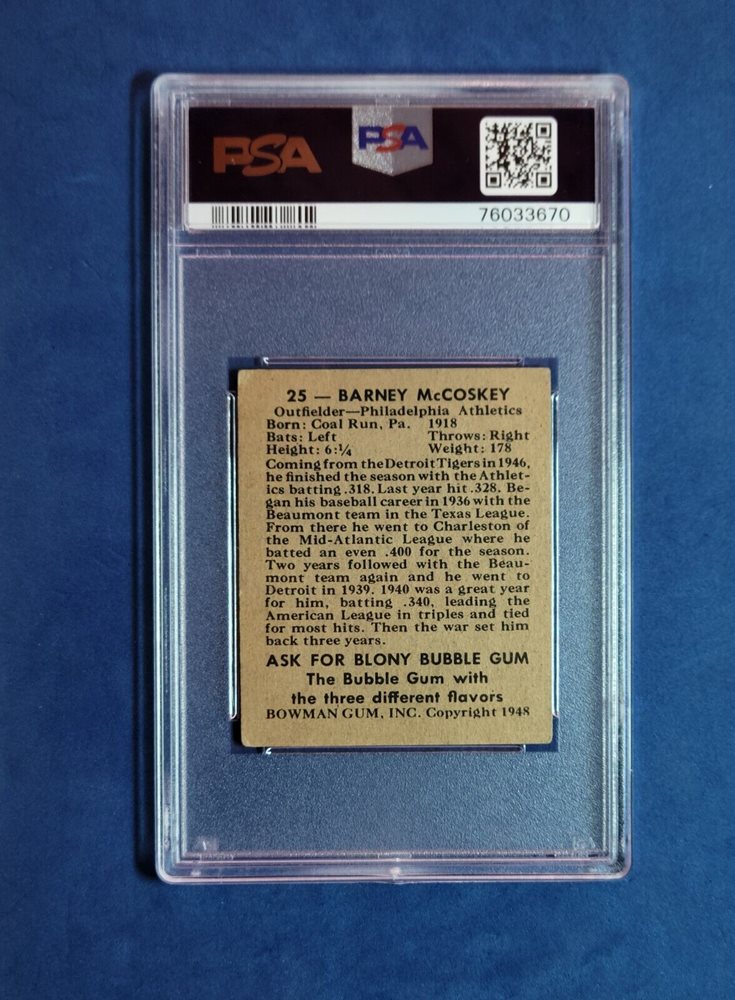 PSA PSA
76033670
25 — BARNEY McCOSKEY
Outfielder—Philadelphia Athletics
Born: Coal Run, Pa. 1918
Bats: Left Throws: Right
Height: 6:¼ Weight: 178
Coming from the Detroit Tigers in 1946,
he finished the season with the Athlet-
ics batting .318. Last year hit .328. Be-
gan his baseball career in 1936 with the
Beaumont team in the Texas League.
From there he went to Charleston of
the Mid-Atlantic League where he
batted an even .400 for the season.
Two years followed with the Beau-
mont team again and he went to
Detroit in 1939. 1940 was a great year
for him, batting .340, leading the
American League in triples and tied
for most hits. Then the war set him
back three years.
ASK FOR BLONY BUBBLE GUM
The Bubble Gum with
the three different flavors
BOWMAN GUM, INC. Copyright 1948